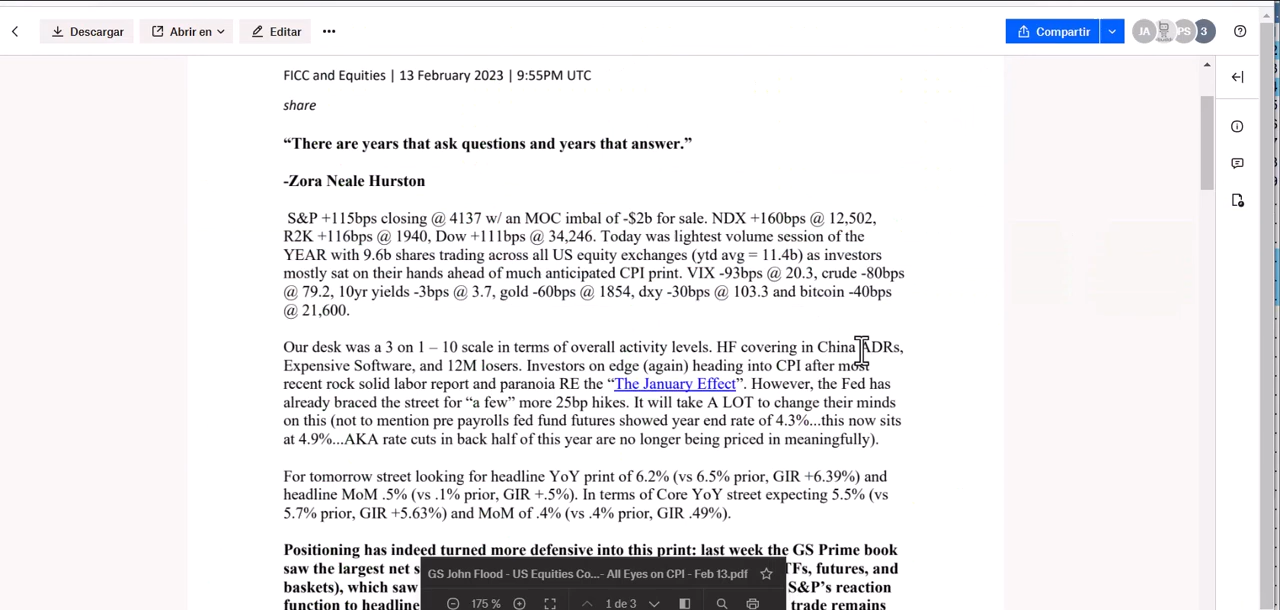 Descargar
Abrir en
Editar
Compartir
JA
PS
3
FICC and Equities | 13 February 2023 | 9:55PM UTC
share
“There are years that ask questions and years that answer.”
-Zora Neale Hurston
S&P +115bps closing @ 4137 w/ an MOC imbal of -$2b for sale. NDX +160bps @ 12,502,
R2K +116bps @ 1940, Dow +111bps @ 34,246. Today was lightest volume session of the
YEAR with 9.6b shares trading across all US equity exchanges (ytd avg = 11.4b) as investors
mostly sat on their hands ahead of much anticipated CPI print. VIX -93bps @ 20.3, crude -80bps
@ 79.2, 10yr yields -3bps @ 3.7, gold -60bps @ 1854, dxy -30bps @ 103.3 and bitcoin -40bps
@ 21,600.
Our desk was a 3 on 1 – 10 scale in terms of overall activity levels. HF covering in China ADRs,
Expensive Software, and 12M losers. Investors on edge (again) heading into CPI after most
recent rock solid labor report and paranoia RE the “The January Effect”. However, the Fed has
already braced the street for “a few” more 25bp hikes. It will take A LOT to change their minds
on this (not to mention pre payrolls fed fund futures showed year end rate of 4.3%...this now sits
at 4.9%...AKA rate cuts in back half of this year are no longer being priced in meaningfully).
For tomorrow street looking for headline YoY print of 6.2% (vs 6.5% prior, GIR +6.39%) and
headline MoM .5% (vs .1% prior, GIR +.5%). In terms of Core YoY street expecting 5.5% (vs
5.7% prior, GIR +5.63%) and MoM of .4% (vs .4% prior, GIR .49%).
Positioning has indeed turned more defensive into this print: last week the GS Prime book
saw the largest net s TFs, futures, and
baskets), which saw S&P’s reaction
function to headline trade remains
GS John Flood - US Equities Co...- All Eyes on CPI - Feb 13.pdf
175 %
1 de 3